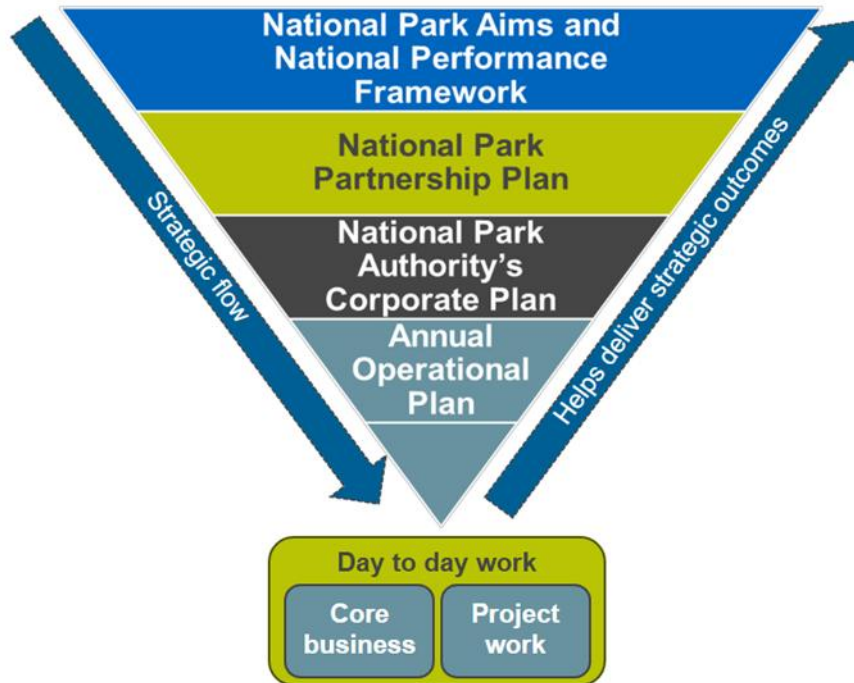 National Park Aims and
National Performance
Framework
National Park
Partnership Plan
National Park
Authority’s
Corporate Plan
Annual
Operational
Plan
Strategic flow
Helps deliver strategic outcomes
Day to day work
Core
business
Project
work